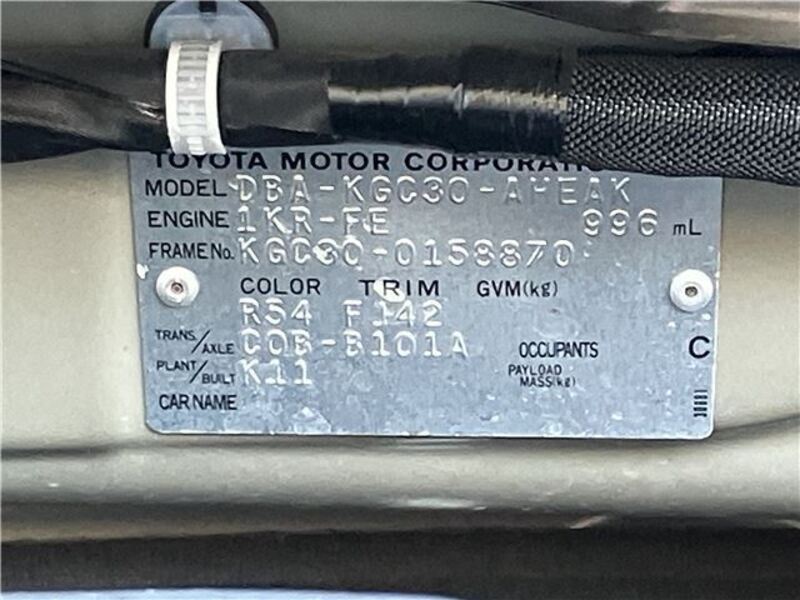 TOYOTA MOTOR CORPORATI
MODEL DBA-KGC30-AHEAK
ENGINE 1KR-FE 996 mL
FRAME No. KGC30-0158870
COLOR TRIM GVM(kg)
R54 FJ42
TRANS./AXLE C0B-B101A OCCUPANTS C
PLANT/BUILT K11 PAYLOAD MASS(kg)
CAR NAME